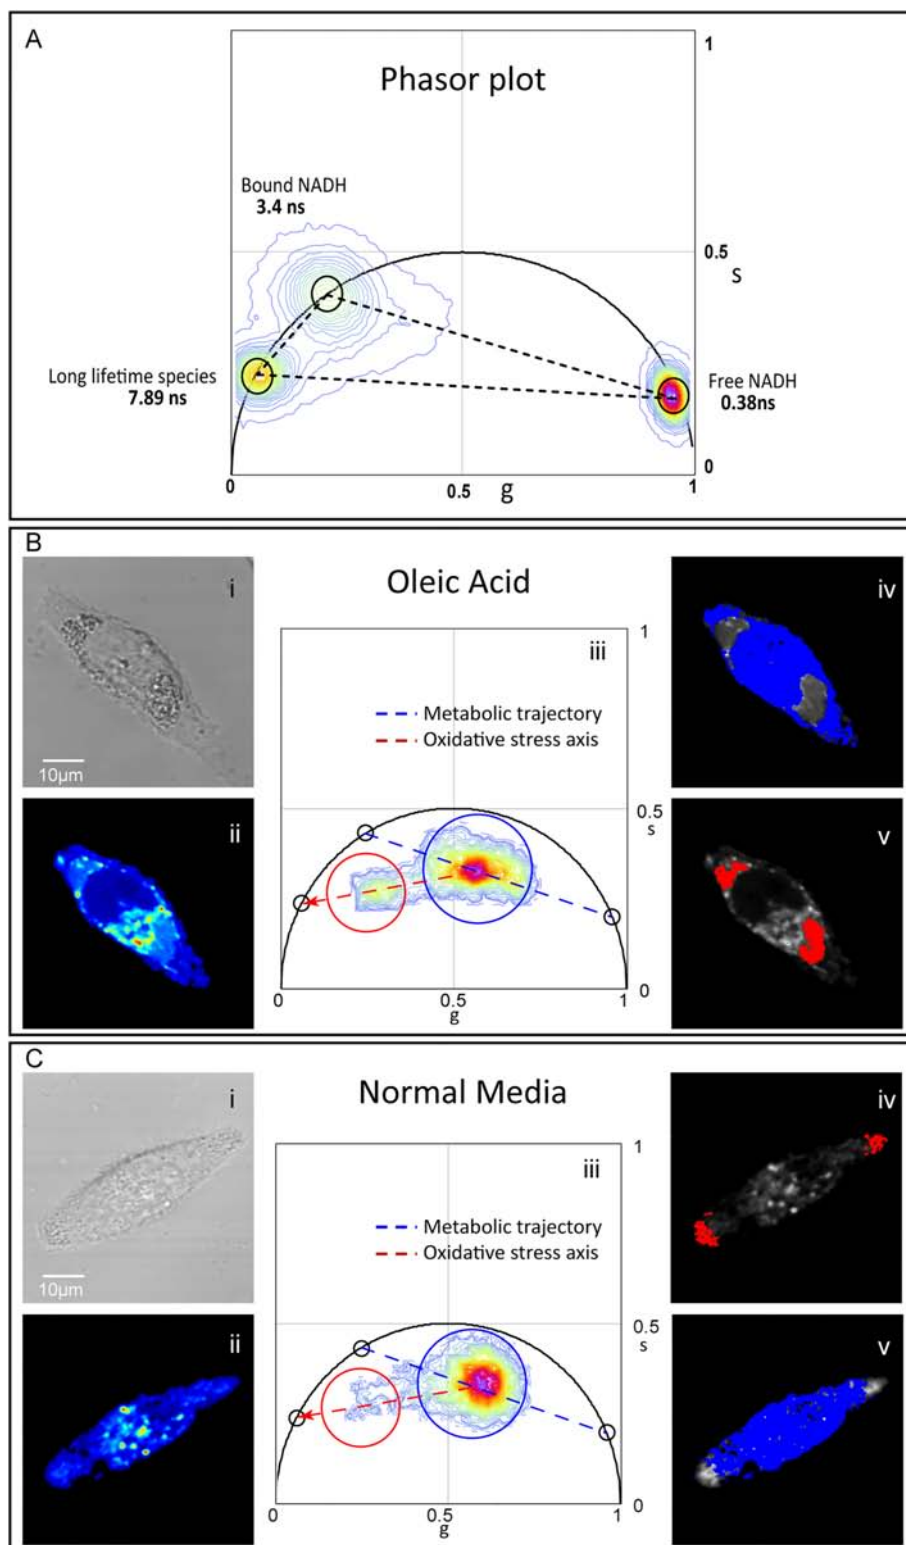 A
Phasor plot
1
Bound NADH
3.4 ns
0.5
S
Long lifetime species
7.89 ns
Free NADH
0.38ns
0
0
0.5
g
1
B
i
10μm
ii
Oleic Acid
1
iii
Metabolic trajectory
Oxidative stress axis
0.5
s
0
0
0.5
g
1
iv
v
C
i
10μm
ii
Normal Media
1
iii
Metabolic trajectory
Oxidative stress axis
0.5
s
0
0
0.5
g
1
iv
v